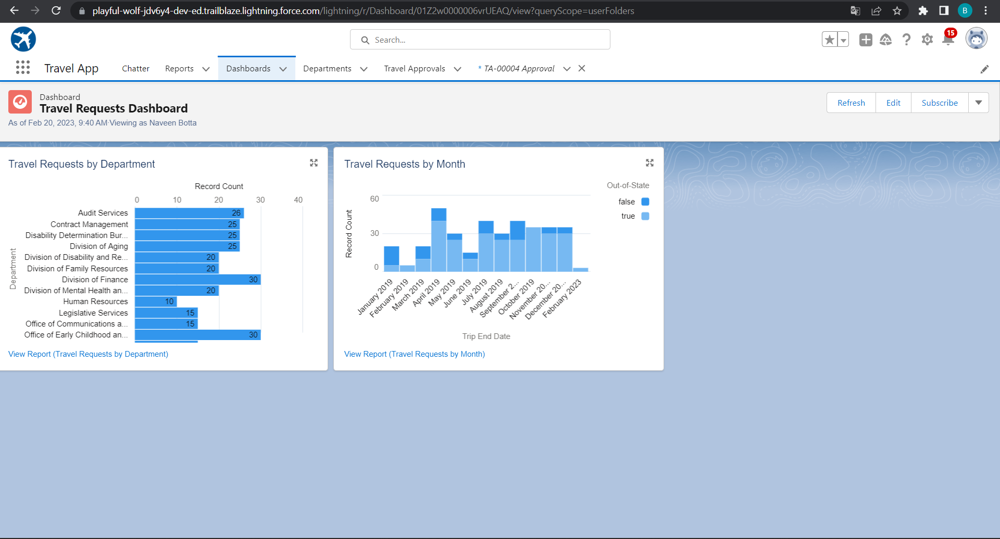 playful-wolf-jdv6y4-dev-ed.trailblaze.lightning.force.com/lightning/r/Dashboard/01Z2w0000006vrUEAQ/view?queryScope=userFolders
B
Search...
15
Travel App
Chatter
Reports
Dashboards
Departments
Travel Approvals
* TA-00004 Approval
Dashboard
Travel Requests Dashboard
As of Feb 20, 2023, 9:40 AM·Viewing as Naveen Botta
Refresh
Edit
Subscribe
Travel Requests by Department
Record Count
0 10 20 30 40
Department
Audit Services 26
Contract Management 25
Disability Determination Bur... 25
Division of Aging 25
Division of Disability and Re... 20
Division of Family Resources 20
Division of Finance 30
Division of Mental Health an... 20
Human Resources 10
Legislative Services 15
Office of Communications a... 15
Office of Early Childhood an... 30
View Report (Travel Requests by Department)
Travel Requests by Month
Out-of-State
false
true
Record Count
60
30
0
January 2019
February 2019
March 2019
April 2019
May 2019
June 2019
July 2019
August 2019
September 2...
October 2019
November 20...
December 20...
February 2023
Trip End Date
View Report (Travel Requests by Month)